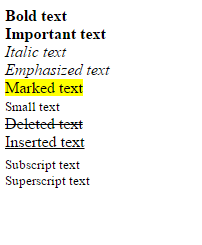 Bold text
Important text
Italic text
Emphasized text
Marked text
Small text
Deleted text
Inserted text
Subscript text
Superscript text